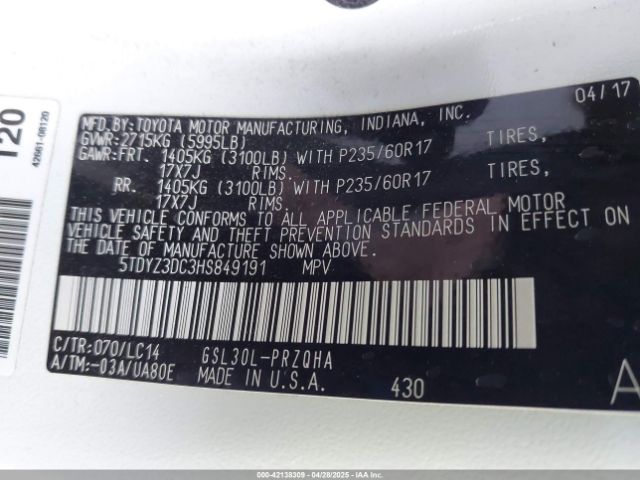 120
42661-08120
04/17
MFD.BY:TOYOTA MOTOR MANUFACTURING, INDIANA, INC.
GVWR:2715KG (5995LB)
GAWR:FRT. 1405KG (3100LB) WITH P235/60R17 TIRES,
17X7J RIMS.
RR. 1405KG (3100LB) WITH P235/60R17 TIRES,
17X7J RIMS
THIS VEHICLE CONFORMS TO ALL APPLICABLE FEDERAL MOTOR
VEHICLE SAFETY AND THEFT PREVENTION STANDARDS IN EFFECT ON
THE DATE OF MANUFACTURE SHOWN ABOVE.
5TDYZ3DC3HS849191 MPV
C/TR:070/LC14 GSL30L-PRZQHA
A/TM:-03A/UA80E MADE IN U.S.A. 430
A
000-42138309 - 04/28/2025 - IAAI.COM